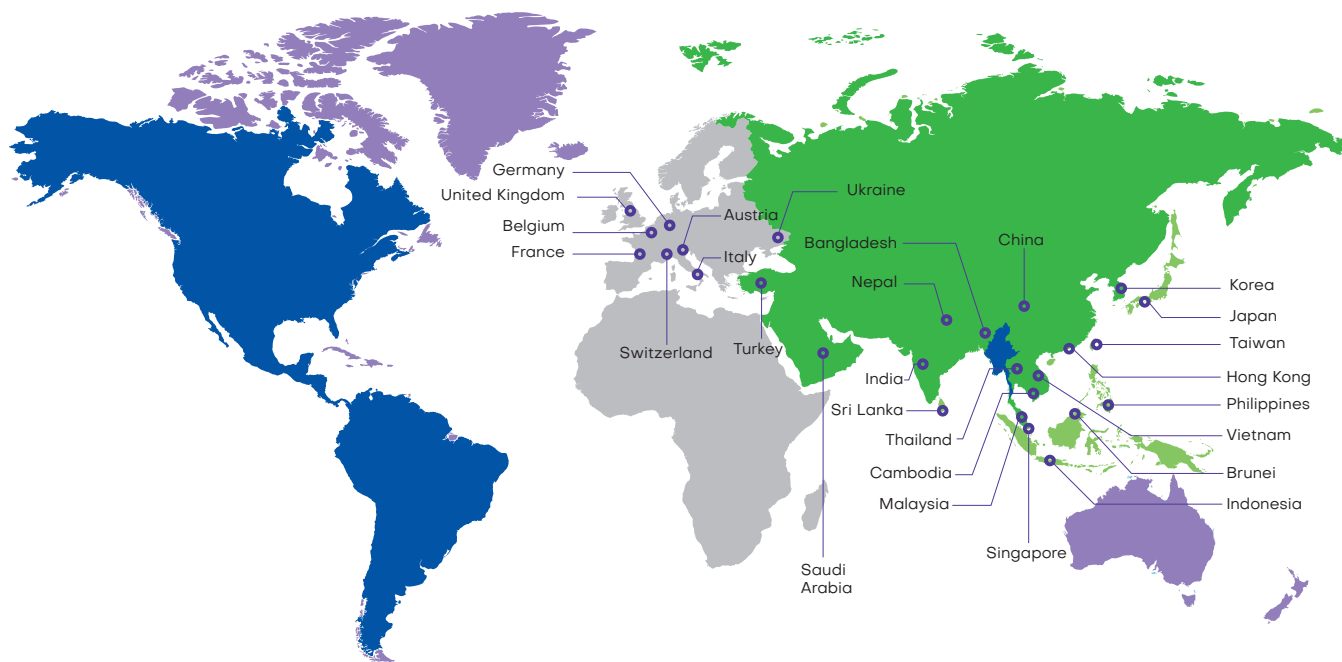 Germany
United Kingdom
Belgium
France
Austria
Italy
Switzerland
Turkey
Ukraine
Bangladesh
Nepal
China
India
Sri Lanka
Thailand
Cambodia
Malaysia
Singapore
Saudi
Arabia
Korea
Japan
Taiwan
Hong Kong
Philippines
Vietnam
Brunei
Indonesia